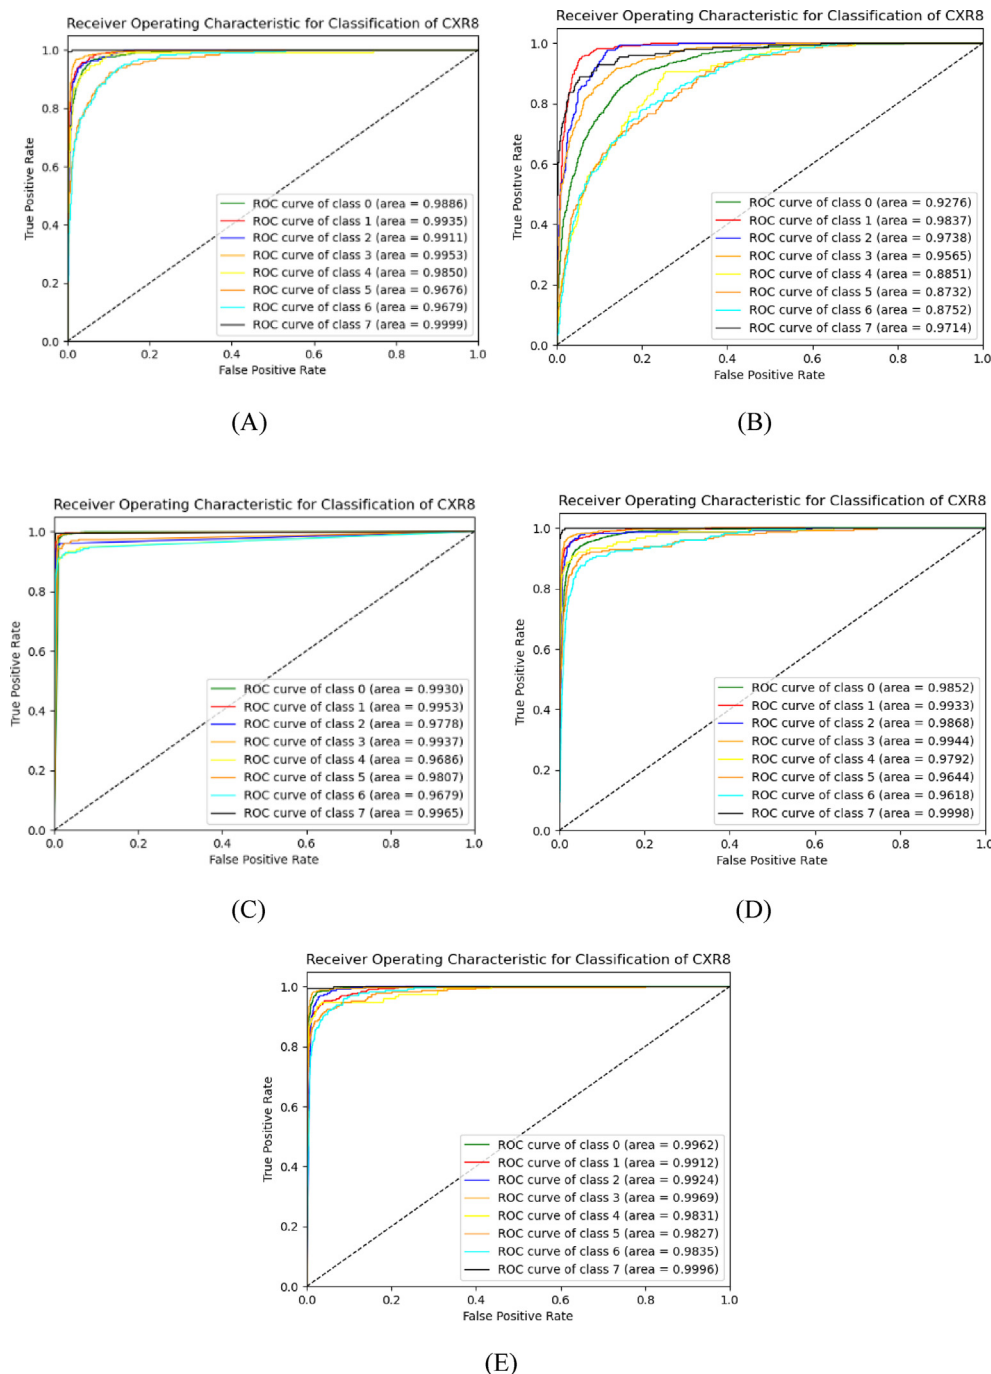 Receiver Operating Characteristic for Classification of CXR8
1.0
0.8
0.6
0.4
0.2
0.0
True Positive Rate
ROC curve of class 0 (area = 0.9886)
ROC curve of class 1 (area = 0.9935)
ROC curve of class 2 (area = 0.9911)
ROC curve of class 3 (area = 0.9953)
ROC curve of class 4 (area = 0.9850)
ROC curve of class 5 (area = 0.9676)
ROC curve of class 6 (area = 0.9679)
ROC curve of class 7 (area = 0.9999)
0.0 0.2 0.4 0.6 0.8 1.0
False Positive Rate
(A)
Receiver Operating Characteristic for Classification of CXR8
1.0
0.8
0.6
0.4
0.2
0.0
True Positive Rate
ROC curve of class 0 (area = 0.9276)
ROC curve of class 1 (area = 0.9837)
ROC curve of class 2 (area = 0.9738)
ROC curve of class 3 (area = 0.9565)
ROC curve of class 4 (area = 0.8851)
ROC curve of class 5 (area = 0.8732)
ROC curve of class 6 (area = 0.8752)
ROC curve of class 7 (area = 0.9714)
0.0 0.2 0.4 0.6 0.8 1.0
False Positive Rate
(B)
Receiver Operating Characteristic for Classification of CXR8
1.0
0.8
0.6
0.4
0.2
0.0
True Positive Rate
ROC curve of class 0 (area = 0.9930)
ROC curve of class 1 (area = 0.9953)
ROC curve of class 2 (area = 0.9778)
ROC curve of class 3 (area = 0.9937)
ROC curve of class 4 (area = 0.9686)
ROC curve of class 5 (area = 0.9807)
ROC curve of class 6 (area = 0.9679)
ROC curve of class 7 (area = 0.9965)
0.0 0.2 0.4 0.6 0.8 1.0
False Positive Rate
(C)
Receiver Operating Characteristic for Classification of CXR8
1.0
0.8
0.6
0.4
0.2
0.0
True Positive Rate
ROC curve of class 0 (area = 0.9852)
ROC curve of class 1 (area = 0.9933)
ROC curve of class 2 (area = 0.9868)
ROC curve of class 3 (area = 0.9944)
ROC curve of class 4 (area = 0.9792)
ROC curve of class 5 (area = 0.9644)
ROC curve of class 6 (area = 0.9618)
ROC curve of class 7 (area = 0.9998)
0.0 0.2 0.4 0.6 0.8 1.0
False Positive Rate
(D)
Receiver Operating Characteristic for Classification of CXR8
1.0
0.8
0.6
0.4
0.2
0.0
True Positive Rate
ROC curve of class 0 (area = 0.9962)
ROC curve of class 1 (area = 0.9912)
ROC curve of class 2 (area = 0.9924)
ROC curve of class 3 (area = 0.9969)
ROC curve of class 4 (area = 0.9831)
ROC curve of class 5 (area = 0.9827)
ROC curve of class 6 (area = 0.9835)
ROC curve of class 7 (area = 0.9996)
0.0 0.2 0.4 0.6 0.8 1.0
False Positive Rate
(E)